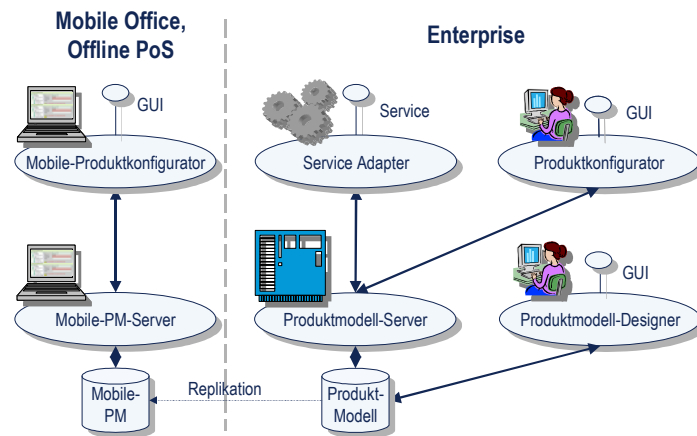 Mobile Office,
Offline PoS
Enterprise
GUI
Service
GUI
Mobile-Produktkonfigurator
Service Adapter
Produktkonfigurator
GUI
Mobile-PM-Server
Produktmodell-Server
Produktmodell-Designer
Mobile-
PM
Replikation
Produkt-
Modell